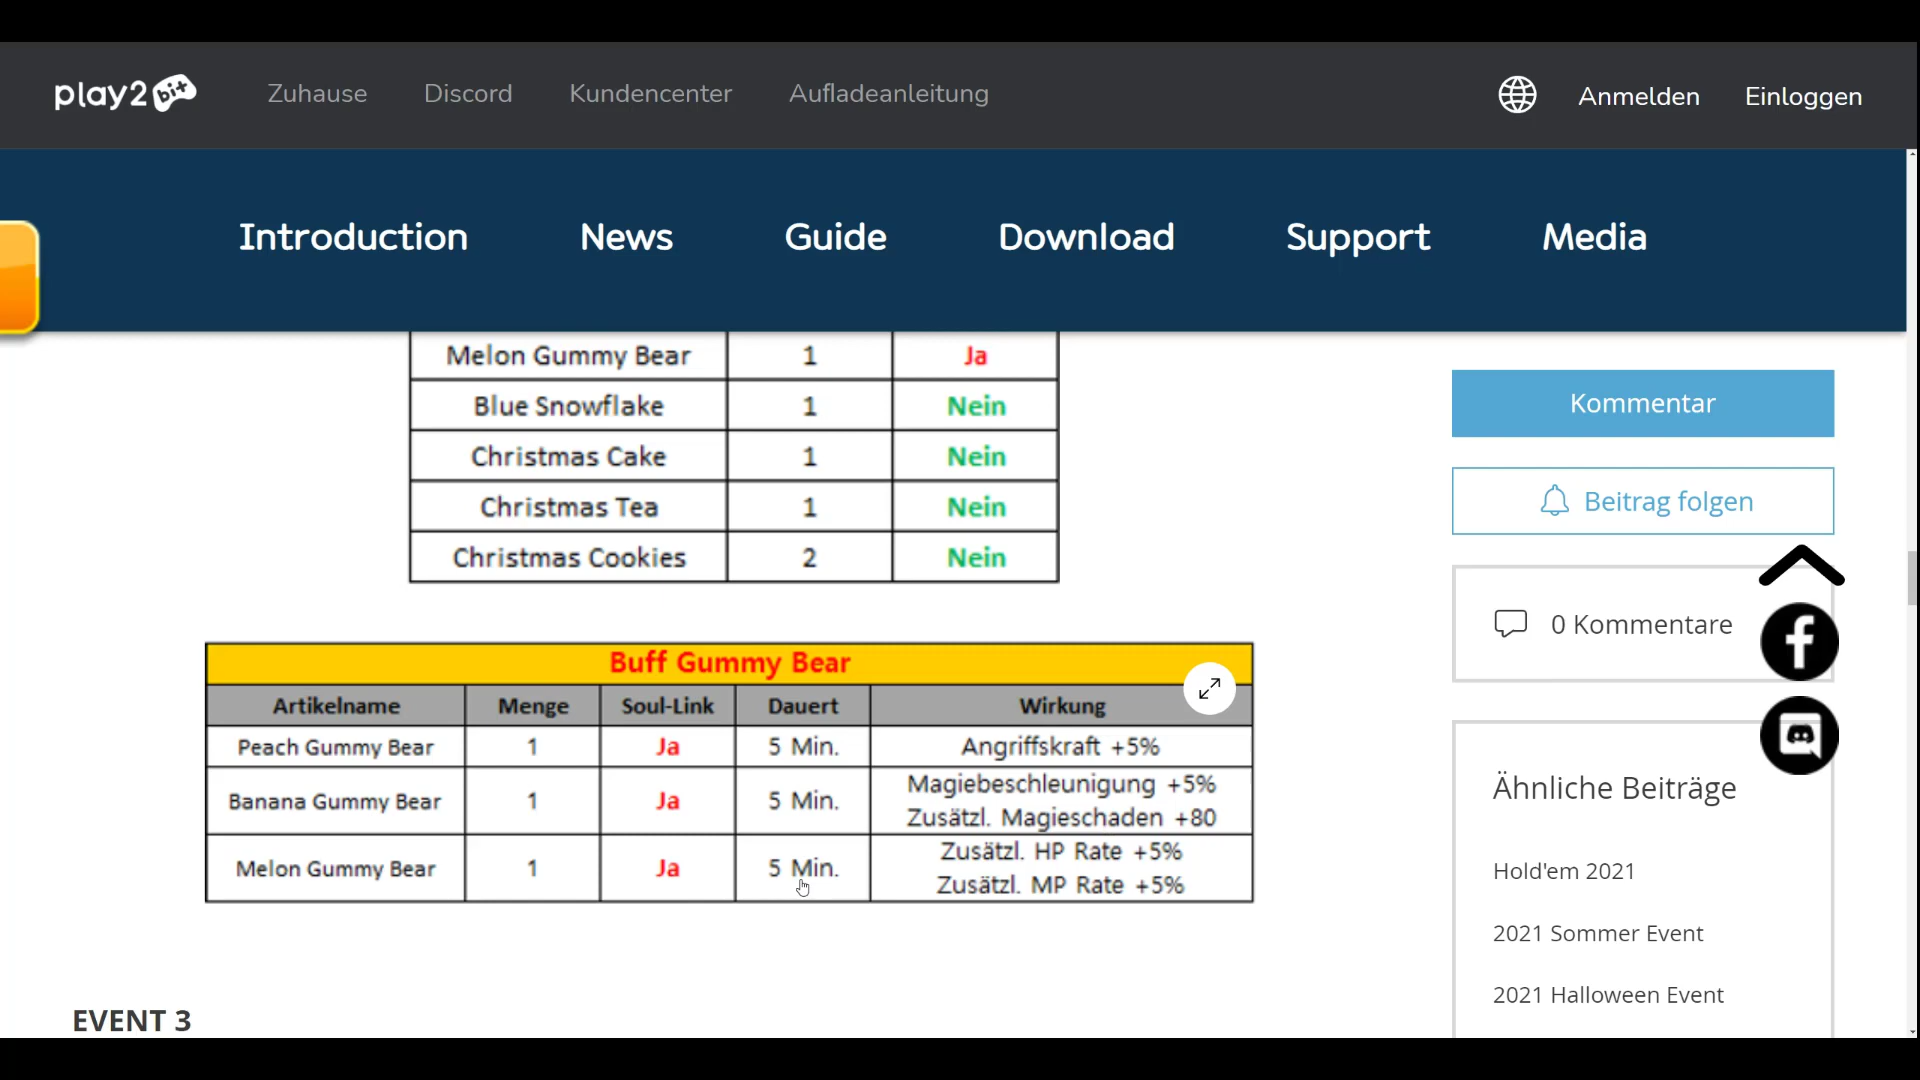 play2bit Zuhause Discord Kundencenter Aufladeanleitung Anmelden Einloggen
Introduction News Guide Download Support Media
Melon Gummy Bear 1 Ja
Blue Snowflake 1 Nein
Christmas Cake 1 Nein
Christmas Tea 1 Nein
Christmas Cookies 2 Nein
Buff Gummy Bear
Artikelname Menge Soul-Link Dauert Wirkung
Peach Gummy Bear 1 Ja 5 Min. Angriffskraft +5%
Banana Gummy Bear 1 Ja 5 Min. Magiebeschleunigung +5%
Zusätzl. Magieschaden +80
Melon Gummy Bear 1 Ja 5 Min. Zusätzl. HP Rate +5%
Zusätzl. MP Rate +5%
EVENT 3
Kommentar
Beitrag folgen
0 Kommentare
Ähnliche Beiträge
Hold'em 2021
2021 Sommer Event
2021 Halloween Event